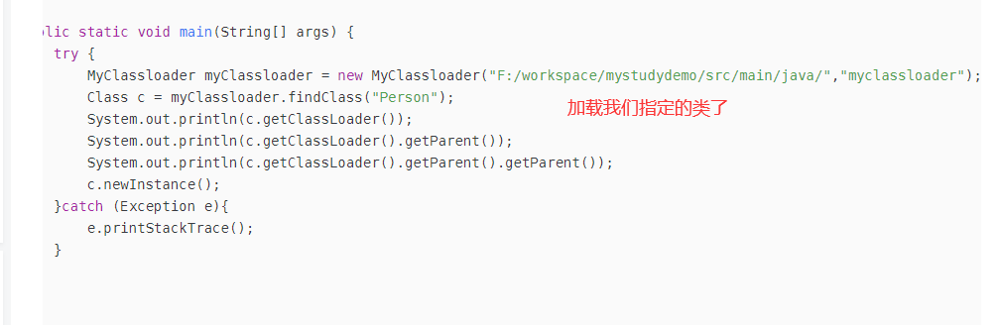 lic static void main(String[] args) {
try {
MyClassloader myClassloader = new MyClassloader("F:/workspace/mystudydemo/src/main/java/","myclassloader");
Class c = myClassloader.findClass("Person");
加载我们指定的类了
System.out.println(c.getClassLoader());
System.out.println(c.getClassLoader().getParent());
System.out.println(c.getClassLoader().getParent().getParent());
c.newInstance();
}catch (Exception e){
e.printStackTrace();
}